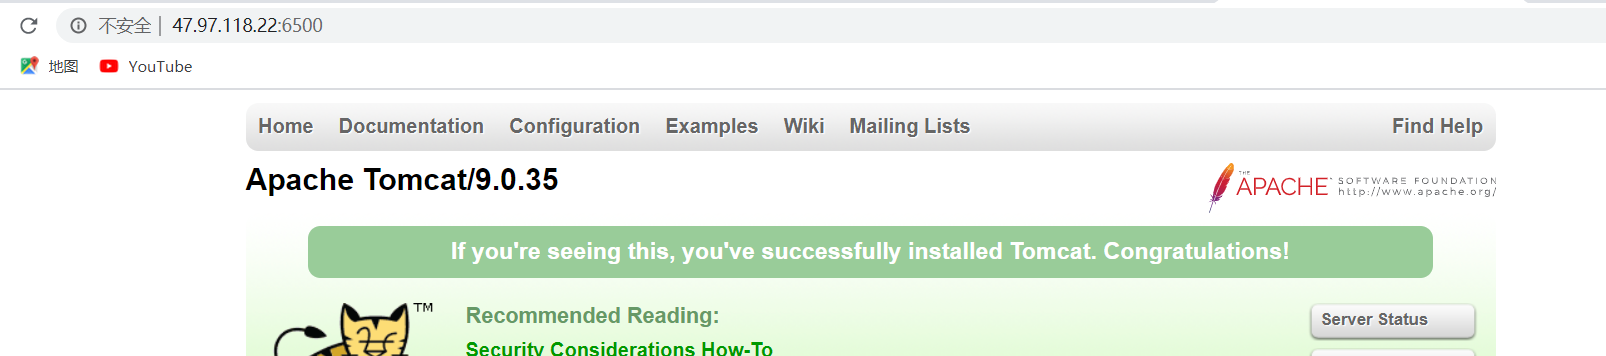 不安全 | 47.97.118.22:6500
地图 YouTube
Home Documentation Configuration Examples Wiki Mailing Lists Find Help
Apache Tomcat/9.0.35
THE APACHE™ SOFTWARE FOUNDATION
http://www.apache.org/
If you're seeing this, you've successfully installed Tomcat. Congratulations!
TM
Recommended Reading:
Server Status
Security Considerations How-To